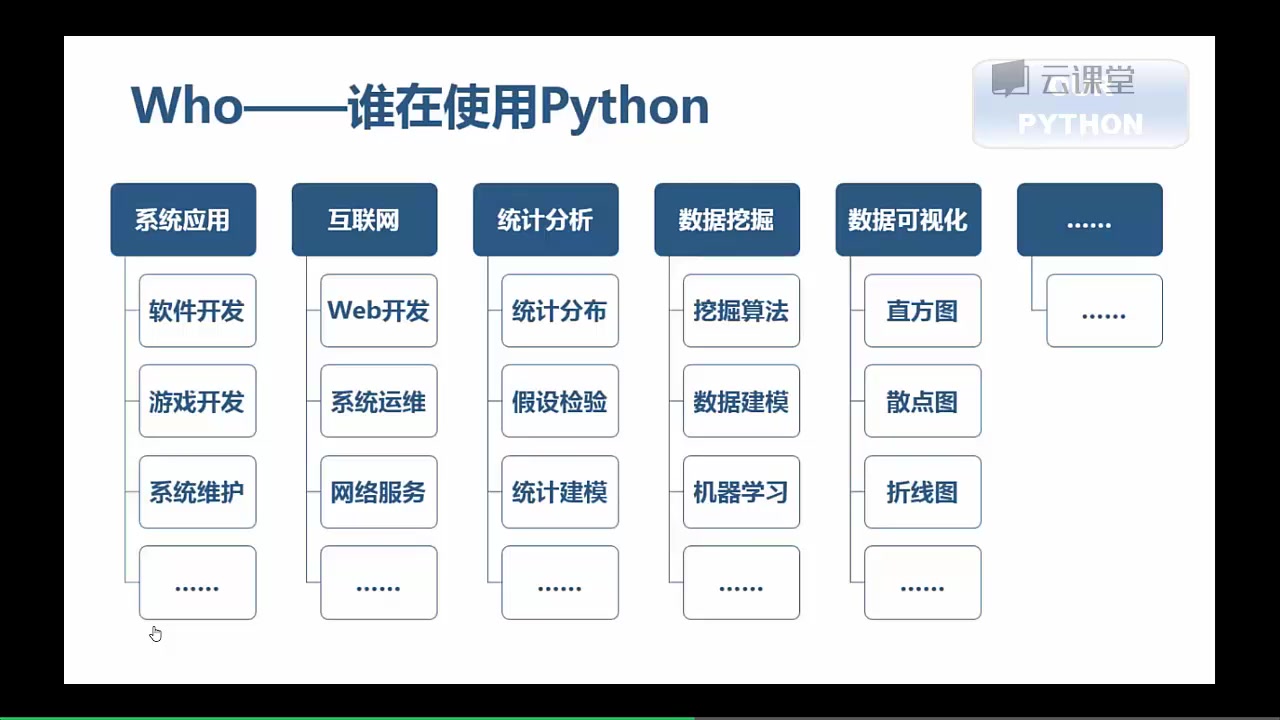 Who——谁在使用Python
云课堂
PYTHON
系统应用
软件开发
游戏开发
系统维护
......
互联网
Web开发
系统运维
网络服务
......
统计分析
统计分布
假设检验
统计建模
......
数据挖掘
挖掘算法
数据建模
机器学习
......
数据可视化
直方图
散点图
折线图
......
......
......